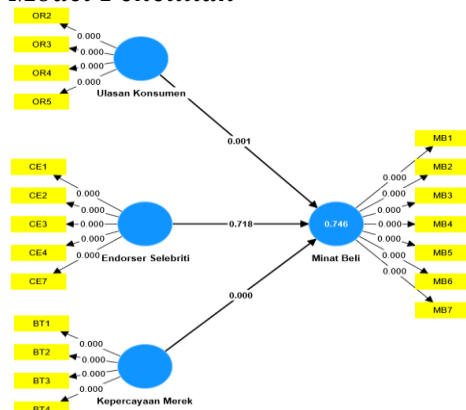 Model Penelitian
OR2
OR3
OR4
OR5
0.000
0.000
0.000
0.000
Ulasan Konsumen
0.001
CE1
CE2
CE3
CE4
CE7
0.000
0.000
0.000
0.000
0.000
Endorser Selebriti
0.718
BT1
BT2
BT3
BT4
0.000
0.000
0.000
0.000
Kepercayaan Merek
0.000
0.746
Minat Beli
0.000
0.000
0.000
0.000
0.000
0.000
0.000
MB1
MB2
MB3
MB4
MB5
MB6
MB7